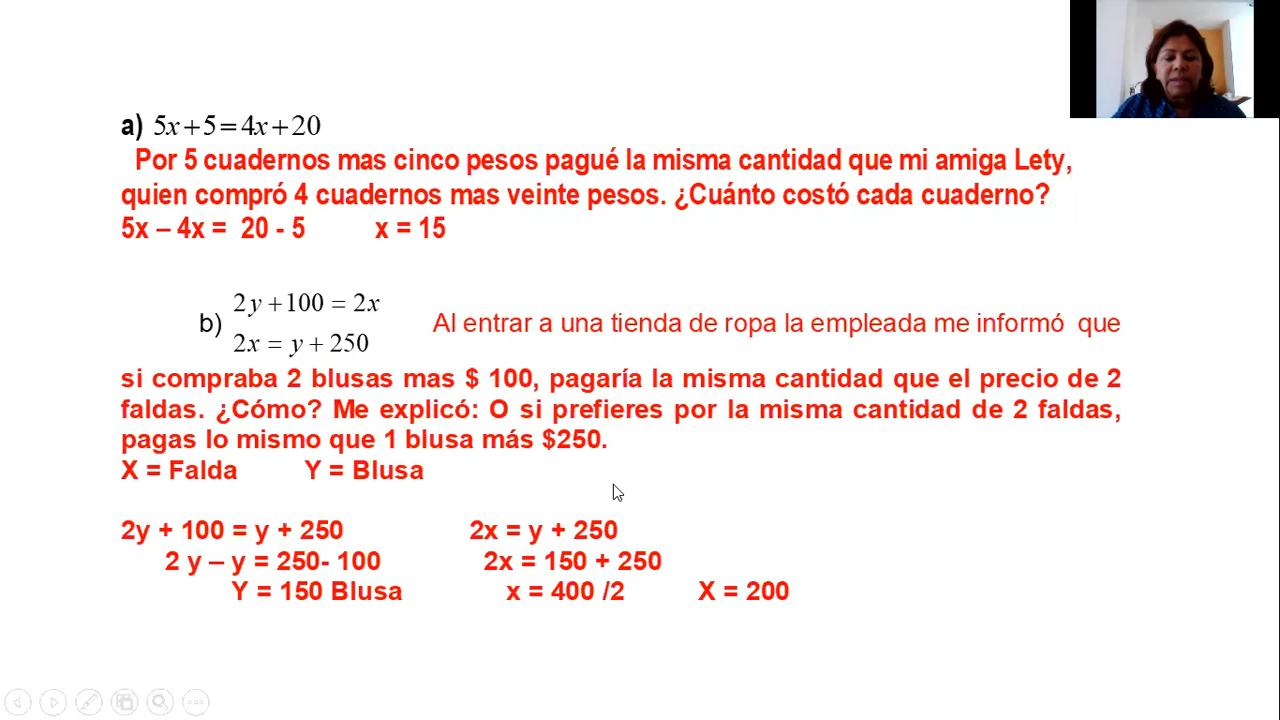 a) 5x+5=4x+20
Por 5 cuadernos mas cinco pesos pagué la misma cantidad que mi amiga Lety,
quien compró 4 cuadernos mas veinte pesos. ¿Cuánto costó cada cuaderno?
5x – 4x = 20 - 5 x = 15
2y+100 = 2x
b) Al entrar a una tienda de ropa la empleada me informó que
2x = y + 250
si compraba 2 blusas mas $ 100, pagaría la misma cantidad que el precio de 2
faldas. ¿Cómo? Me explicó: O si prefieres por la misma cantidad de 2 faldas,
pagas lo mismo que 1 blusa más $250.
X = Falda Y = Blusa
2y + 100 = y + 250 2x = y + 250
2 y – y = 250- 100 2x = 150 + 250
Y = 150 Blusa x = 400 /2 X = 200